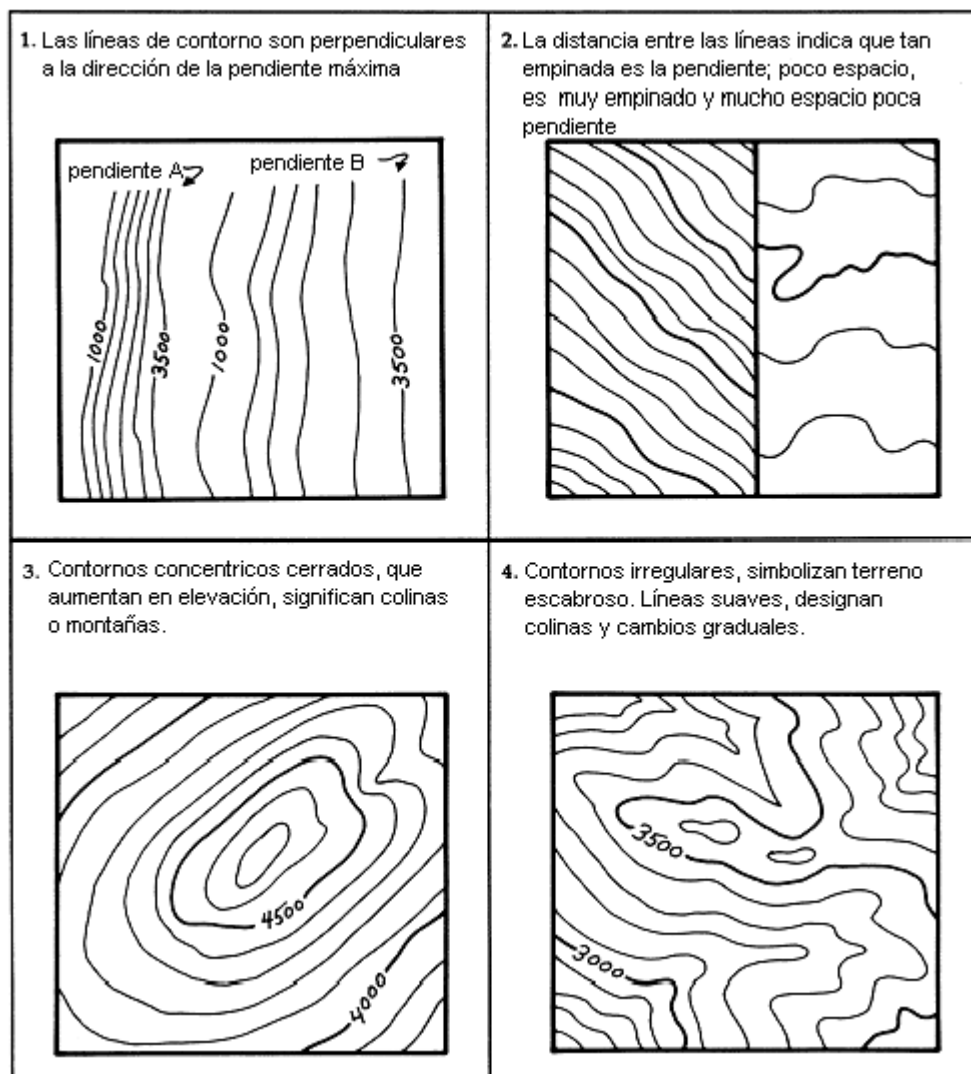 1. Las líneas de contorno son perpendiculares
a la dirección de la pendiente máxima
pendiente A
pendiente B
1000
3500
1000
3500
2. La distancia entre las líneas indica que tan
empinada es la pendiente; poco espacio,
es muy empinado y mucho espacio poca
pendiente
3. Contornos concentricos cerrados, que
aumentan en elevación, significan colinas
o montañas.
4500
4000
4. Contornos irregulares, simbolizan terreno
escabroso. Líneas suaves, designan
colinas y cambios graduales.
3500
3000